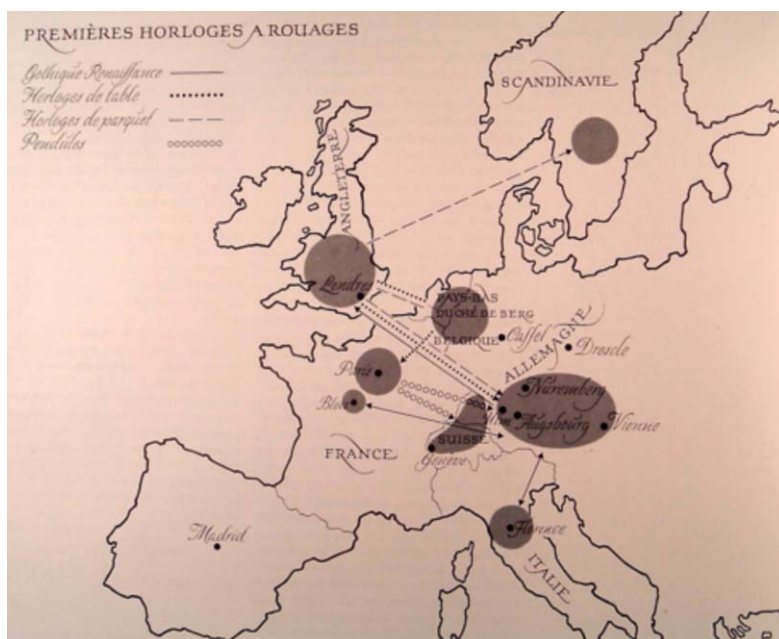 PREMIÈRES HORLOGES A ROUAGES
Gothique Renaissance
Horloges de table
Horloges de parquet
Pendules
SCANDINAVIE
ANGLETERRE
Londres
PAYS-BAS
DUCHÉ DE BERG
BELGIQUE
Cassel
ALLEMAGNE
Dresde
Paris
Nuremberg
Blois
Ulm
Augsbourg
Vienne
SUISSE
Genève
FRANCE
Florence
Madrid
ITALIE